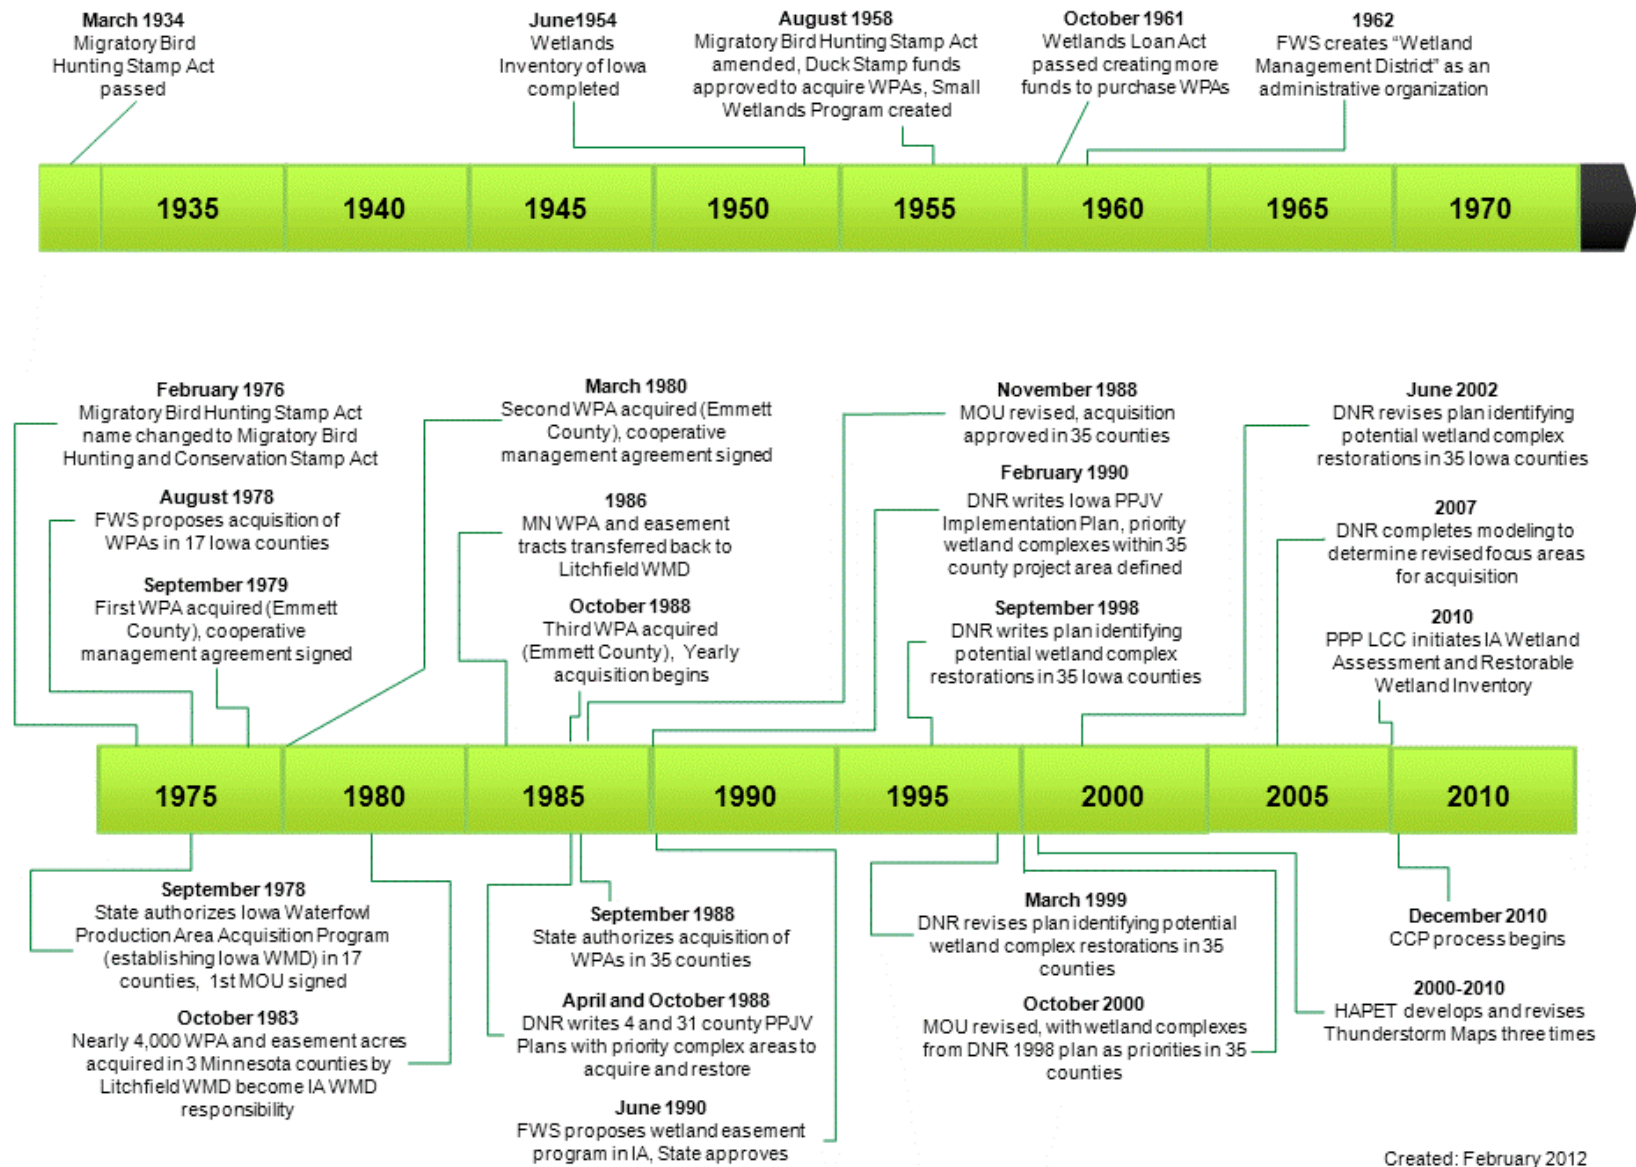 March 1934
Migratory Bird
Hunting Stamp Act
passed
June1954
Wetlands
Inventory of Iowa
completed
August 1958
Migratory Bird Hunting Stamp Act
amended, Duck Stamp funds
approved to acquire WPAs, Small
Wetlands Program created
October 1961
Wetlands Loan Act
passed creating more
funds to purchase WPAs
1962
FWS creates “Wetland
Management District” as an
administrative organization
1935
1940
1945
1950
1955
1960
1965
1970
February 1976
Migratory Bird Hunting Stamp Act
name changed to Migratory Bird
Hunting and Conservation Stamp Act
August 1978
FWS proposes acquisition of
WPAs in 17 Iowa counties
September 1979
First WPA acquired (Emmett
County), cooperative
management agreement signed
March 1980
Second WPA acquired (Emmett
County), cooperative
management agreement signed
1986
MN WPA and easement
tracts transferred back to
Litchfield WMD
October 1988
Third WPA acquired
(Emmett County), Yearly
acquisition begins
November 1988
MOU revised, acquisition
approved in 35 counties
February 1990
DNR writes Iowa PPJV
Implementation Plan, priority
wetland complexes within 35
county project area defined
September 1998
DNR writes plan identifying
potential wetland complex
restorations in 35 Iowa counties
June 2002
DNR revises plan identifying
potential wetland complex
restorations in 35 Iowa counties
2007
DNR completes modeling to
determine revised focus areas
for acquisition
2010
PPP LCC initiates IA Wetland
Assessment and Restorable
Wetland Inventory
1975
1980
1985
1990
1995
2000
2005
2010
September 1978
State authorizes Iowa Waterfowl
Production Area Acquisition Program
(establishing Iowa WMD) in 17
counties, 1st MOU signed
October 1983
Nearly 4,000 WPA and easement acres
acquired in 3 Minnesota counties by
Litchfield WMD become IA WMD
responsibility
September 1988
State authorizes acquisition of
WPAs in 35 counties
April and October 1988
DNR writes 4 and 31 county PPJV
Plans with priority complex areas to
acquire and restore
June 1990
FWS proposes wetland easement
program in IA, State approves
March 1999
DNR revises plan identifying potential
wetland complex restorations in 35
counties
October 2000
MOU revised, with wetland complexes
from DNR 1998 plan as priorities in 35
counties
December 2010
CCP process begins
2000-2010
HAPET develops and revises
Thunderstorm Maps three times
Created: February 2012